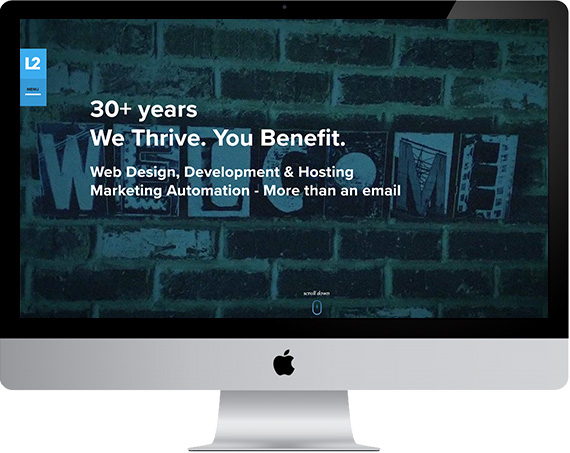 L2
MENU
30+ years
We Thrive. You Benefit.
WELCOME
Web Design, Development & Hosting
Marketing Automation - More than an email
scroll down